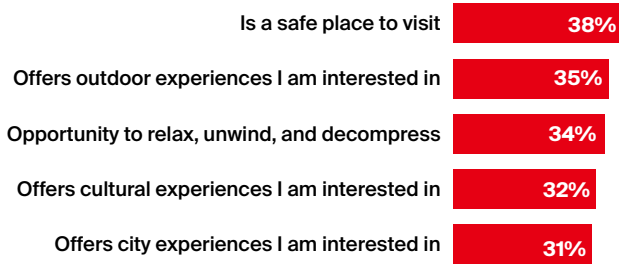 Is a safe place to visit 38%
Offers outdoor experiences I am interested in 35%
Opportunity to relax, unwind, and decompress 34%
Offers cultural experiences I am interested in 32%
Offers city experiences I am interested in 31%